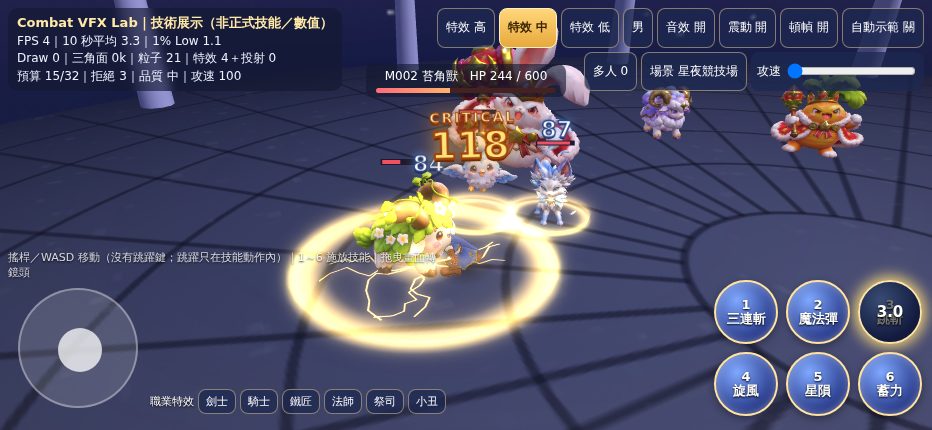 Combat VFX Lab｜技術展示（非正式技能／數值）
FPS 4｜10 秒平均 3.3｜1% Low 1.1
Draw 0｜三角面 0k｜粒子 21｜特效 4＋投射 0
預算 15/32｜拒絕 3｜品質 中｜攻速 100
特效 高
特效 中
特效 低
男
音效 開
震動 開
頓幀 開
自動示範 關
多人 0
場景 星夜競技場
攻速
M002 苔角獸 HP 244 / 600
CRITICAL
118
87
84
搖桿／WASD 移動（沒有跳躍鍵；跳躍只在技能動作內）｜1～6 施放技能｜拖曳畫面轉
鏡頭
1
三連斬
2
魔法彈
3
3.0
跳斬
4
旋風
5
星隕
6
蓄力
職業特效
劍士
騎士
鐵匠
法師
祭司
小丑